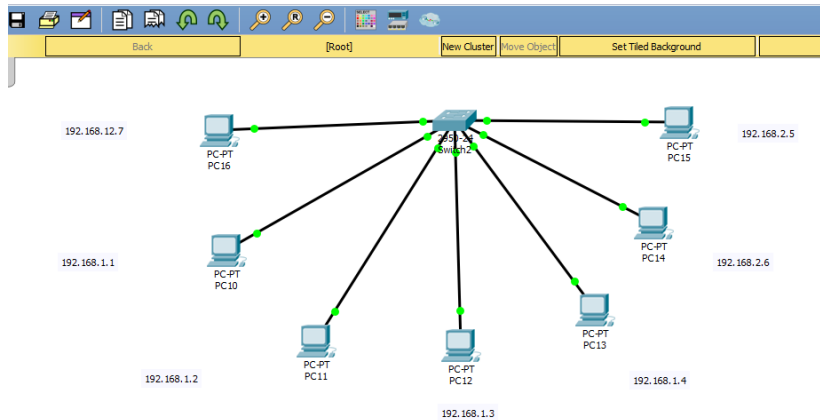 Back [Root] New Cluster Move Object Set Tiled Background
192.168.12.7
PC-PT
PC16
2950-24
Switch2
PC-PT
PC15
192.168.2.5
192.168.1.1
PC-PT
PC10
PC-PT
PC14
192.168.2.6
PC-PT
PC11
PC-PT
PC12
PC-PT
PC13
192.168.1.2
192.168.1.4
192.168.1.3